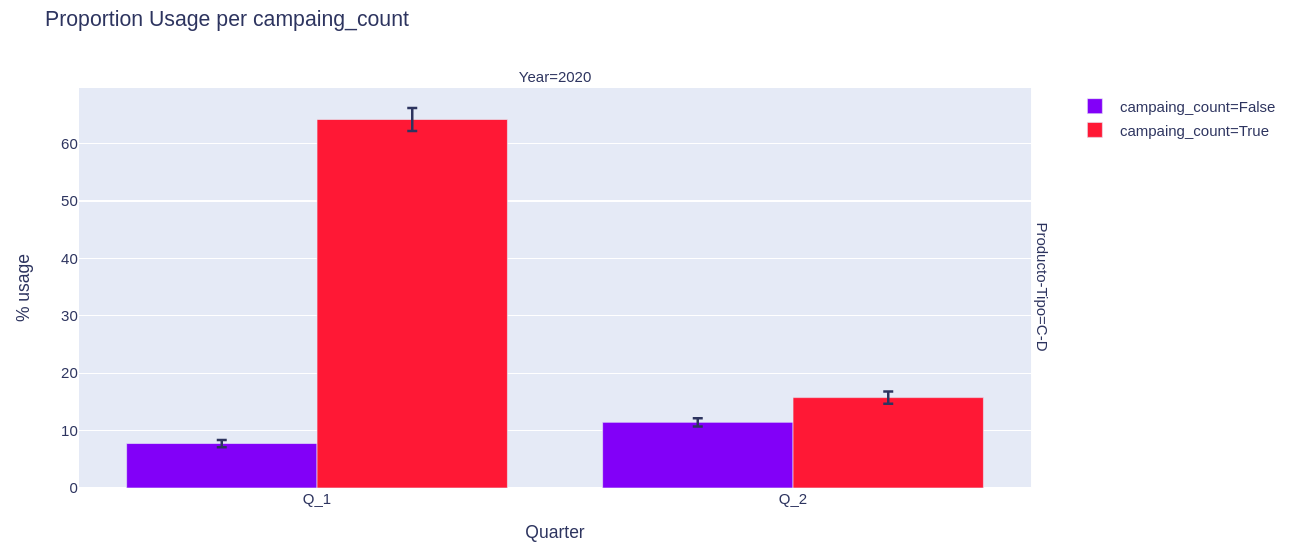 Proportion Usage per campaing_count
Year=2020
campaing_count=False
campaing_count=True
% usage
60
50
40
30
20
10
0
Producto-Tipo=C-D
Q_1
Q_2
Quarter